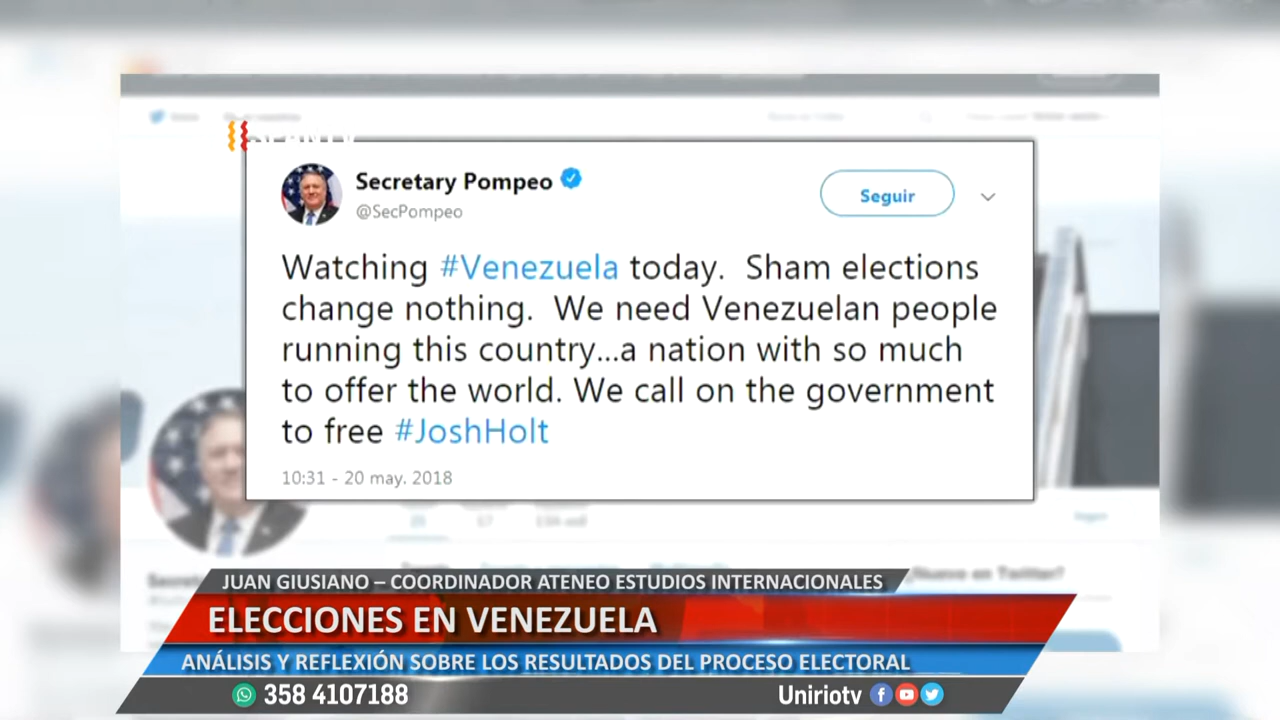 Secretary Pompeo
@SecPompeo
Seguir
Watching #Venezuela today. Sham elections
change nothing. We need Venezuelan people
running this country...a nation with so much
to offer the world. We call on the government
to free #JoshHolt
10:31 - 20 may. 2018
JUAN GIUSIANO – COORDINADOR ATENEO ESTUDIOS INTERNACIONALES
ELECCIONES EN VENEZUELA
ANÁLISIS Y REFLEXIÓN SOBRE LOS RESULTADOS DEL PROCESO ELECTORAL
358 4107188
Uniriotv